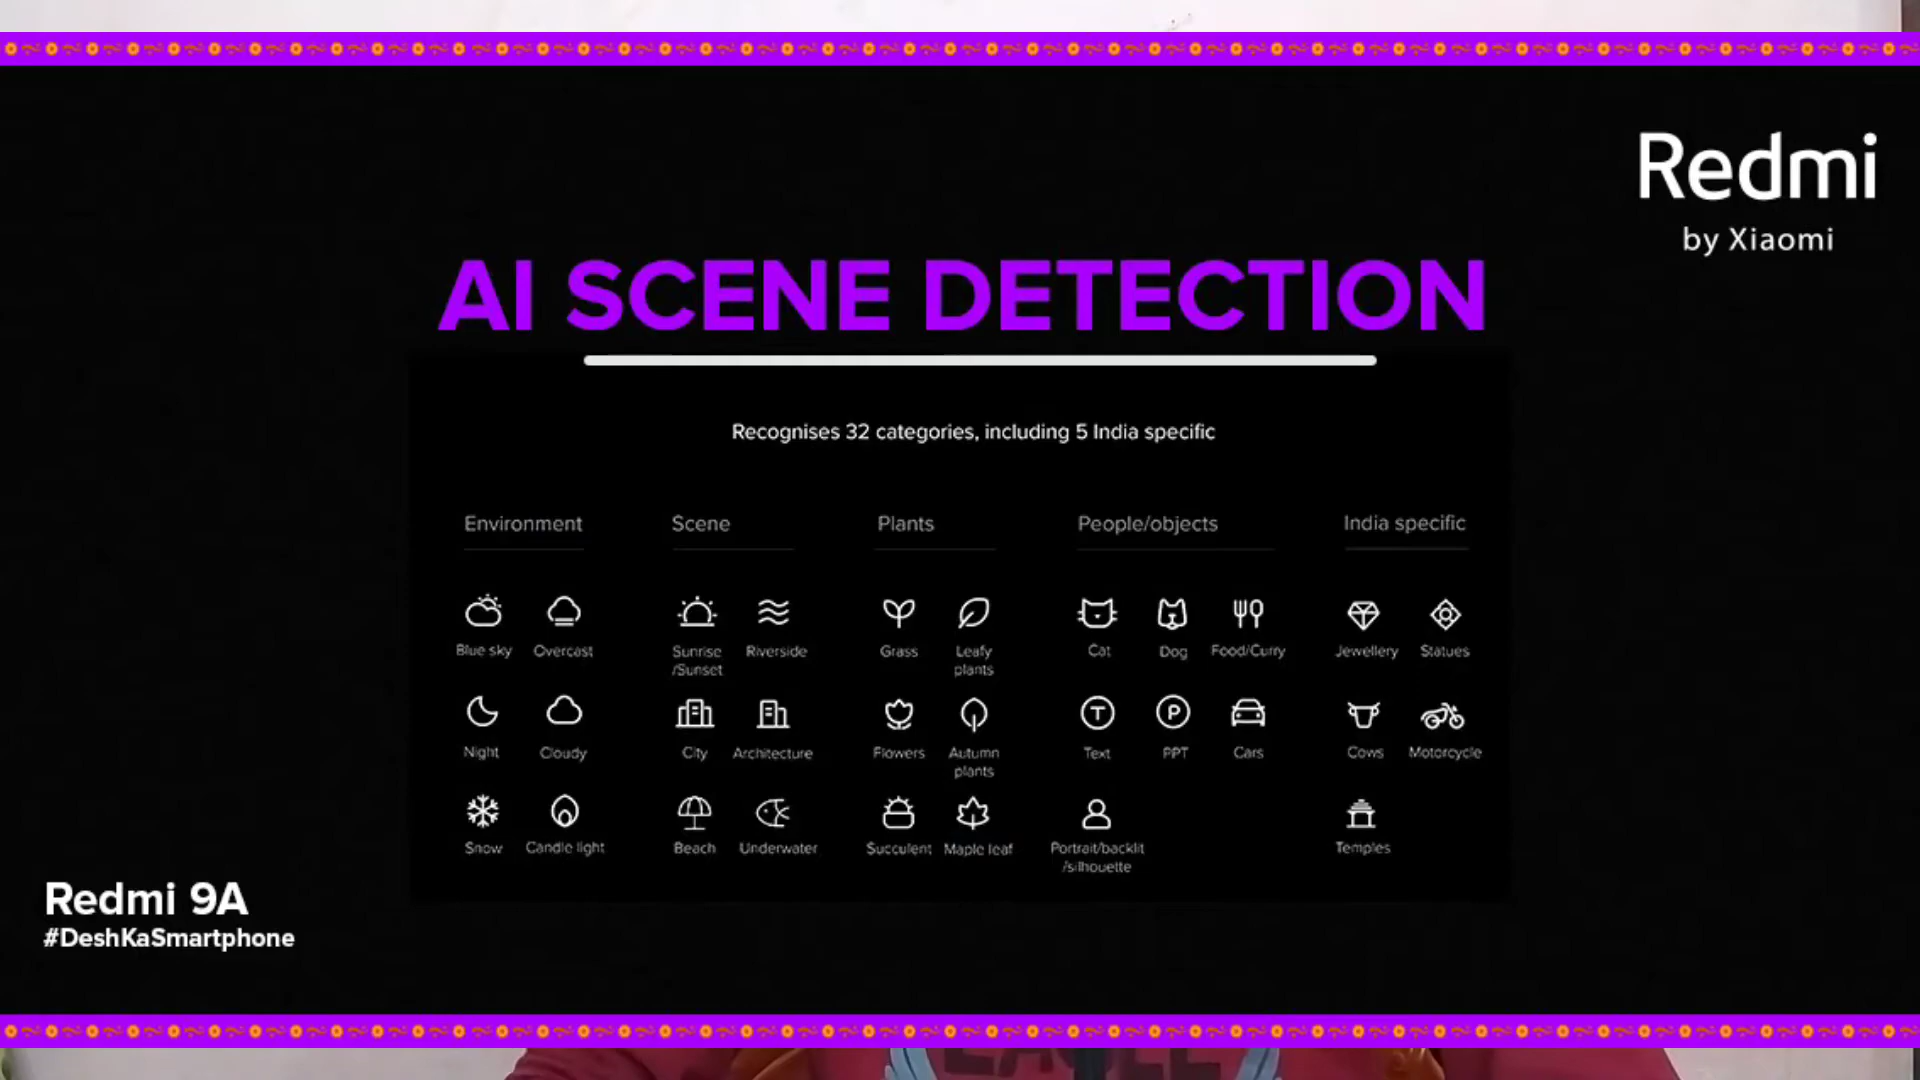 Redmi
by Xiaomi
AI SCENE DETECTION
Recognises 32 categories, including 5 India specific
Environment
Blue sky Overcast
Night Cloudy
Snow Candle light
Scene
Sunrise /Sunset Riverside
City Architecture
Beach Underwater
Plants
Grass Leafy plants
Flowers Autumn plants
Succulent Maple leaf
People/objects
Cat Dog Food/Curry
T P
Text PPT Cars
Portrait/backlit /silhouette
India specific
Jewellery Statues
Cows Motorcycle
Temples
Redmi 9A
#DeshKaSmartphone